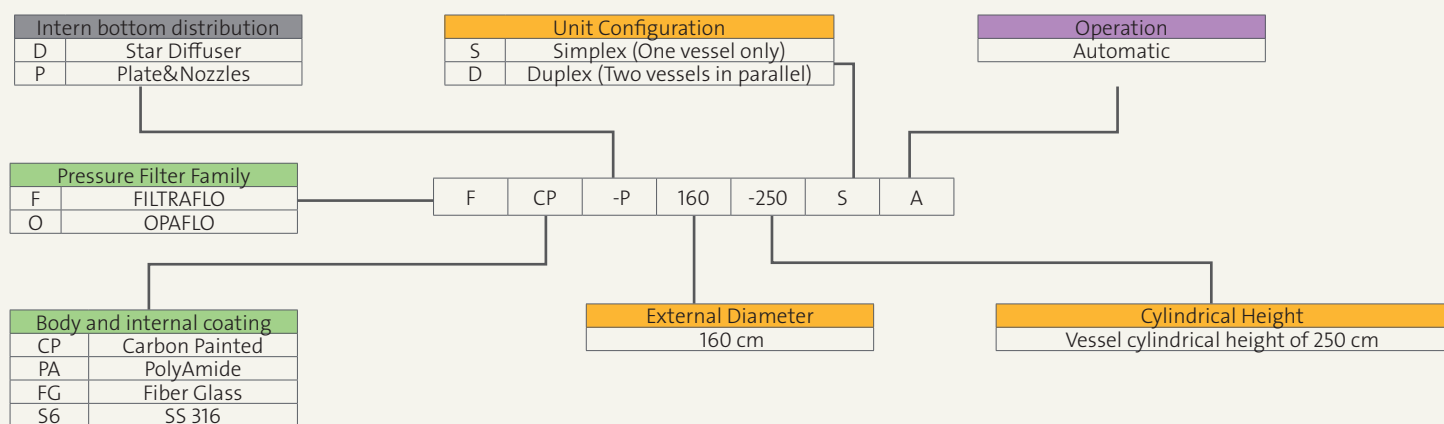 Intern bottom distribution
D Star Diffuser
P Plate&Nozzles
Unit Configuration
S Simplex (One vessel only)
D Duplex (Two vessels in parallel)
Operation
Automatic
Pressure Filter Family
F FILTRAFLO
O OPAFLO
F CP -P 160 -250 S A
Body and internal coating
CP Carbon Painted
PA PolyAmide
FG Fiber Glass
S6 SS 316
External Diameter
160 cm
Cylindrical Height
Vessel cylindrical height of 250 cm